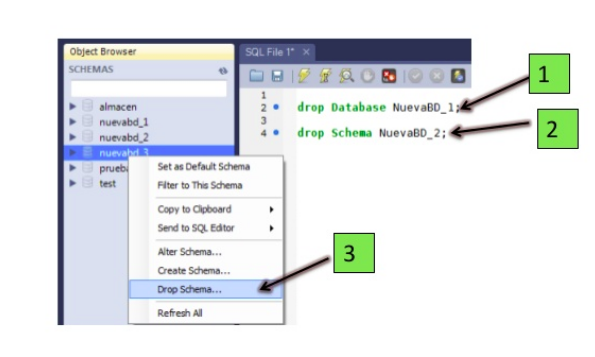 Object Browser
SCHEMAS
almacen
nuevabd_1
nuevabd_2
nuevabd_3
prueba
test
Set as Default Schema
Filter to This Schema
Copy to Clipboard
Send to SQL Editor
Alter Schema...
Create Schema...
Drop Schema...
Refresh All
SQL File 1* ×
1
2 drop Database NuevaBD_1;
3
4 drop Schema NuevaBD_2;
1
2
3